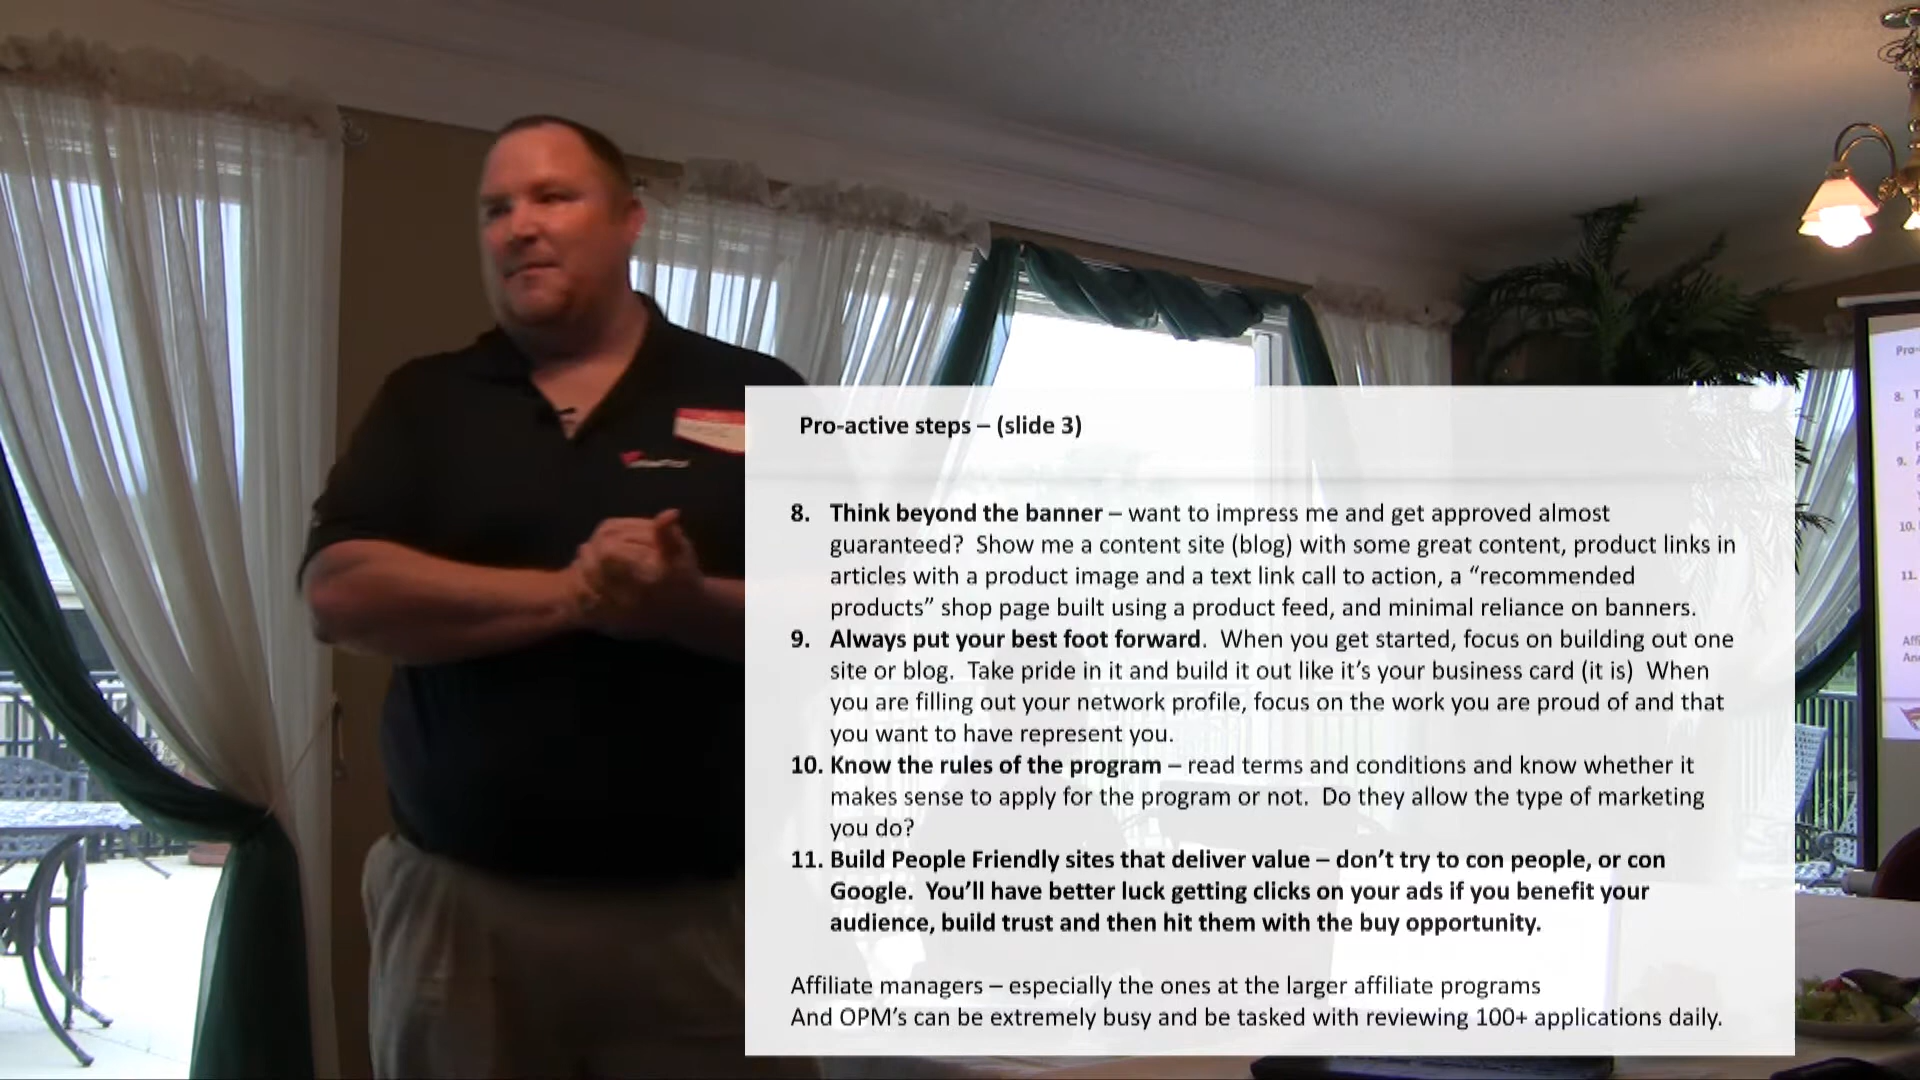 Pro-active steps – (slide 3)
8. Think beyond the banner – want to impress me and get approved almost
guaranteed? Show me a content site (blog) with some great content, product links in
articles with a product image and a text link call to action, a “recommended
products” shop page built using a product feed, and minimal reliance on banners.
9. Always put your best foot forward. When you get started, focus on building out one
site or blog. Take pride in it and build it out like it’s your business card (it is) When
you are filling out your network profile, focus on the work you are proud of and that
you want to have represent you.
10. Know the rules of the program – read terms and conditions and know whether it
makes sense to apply for the program or not. Do they allow the type of marketing
you do?
11. Build People Friendly sites that deliver value – don’t try to con people, or con
Google. You’ll have better luck getting clicks on your ads if you benefit your
audience, build trust and then hit them with the buy opportunity.
Affiliate managers – especially the ones at the larger affiliate programs
And OPM’s can be extremely busy and be tasked with reviewing 100+ applications daily.
Pro-
8.
9.
10.
11.